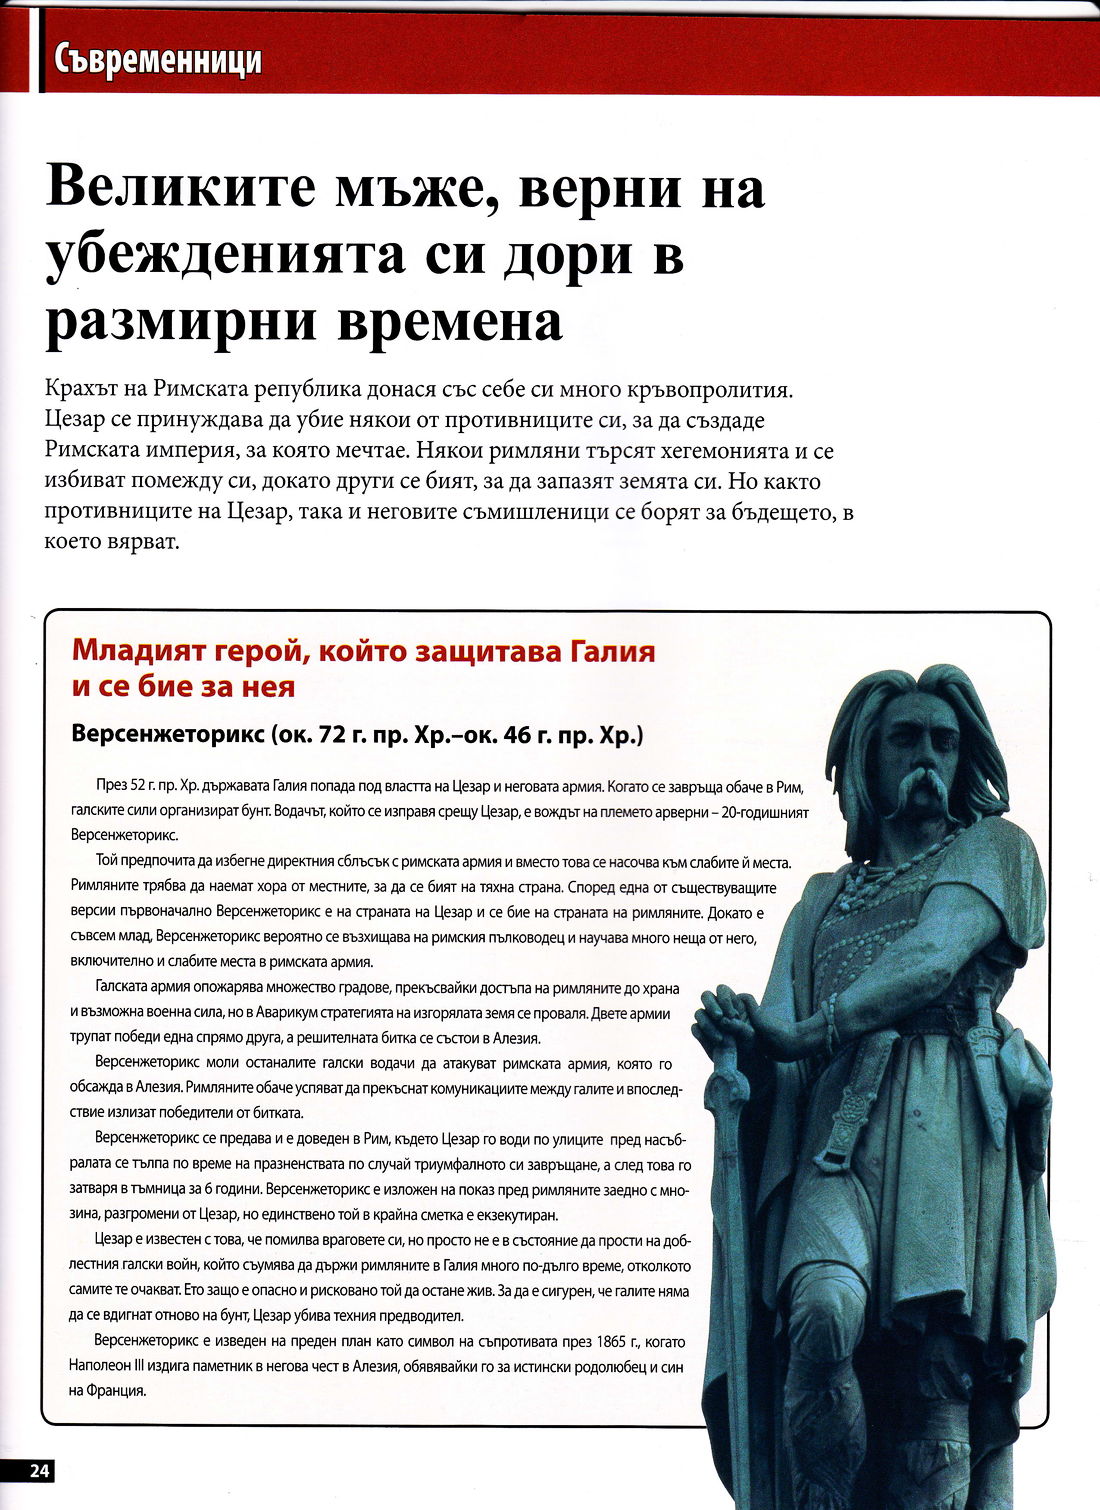 Съвременници
Великите мъже, верни на
убежденията си дори в
размирни времена
Крахът на Римската република донася със себе си много кръвопролития.
Цезар се принуждава да убие някои от противниците си, за да създаде
Римската империя, за която мечтае. Някои римляни търсят хегемонията и се
избиват помежду си, докато други се бият, за да запазят земята си. Но както
противниците на Цезар, така и неговите съмишленици се борят за бъдещето, в
което вярват.
Младият герой, който защитава Галия
и се бие за нея
Версенжеторикс (ок. 72 г. пр. Хр.–ок. 46 г. пр. Хр.)
През 52 г. пр. Хр. държавата Галия попада под властта на Цезар и неговата армия. Когато се завръща обаче в Рим,
галските сили организират бунт. Водачът, който се изправя срещу Цезар, е вождът на племето арверни – 20-годишният
Версенжеторикс.
Той предпочита да избегне директния сблъсък с римската армия и вместо това се насочва към слабите ѝ места.
Римляните трябва да наемат хора от местните, за да се бият на тяхна страна. Според една от съществуващите
версии първоначално Версенжеторикс е на страната на Цезар и се бие на страната на римляните. Докато е
съвсем млад, Версенжеторикс вероятно се възхищава на римския пълководец и научава много неща от него,
включително и слабите места в римската армия.
Галската армия опожарява множество градове, прекъсвайки достъпа на римляните до храна
и възможна военна сила, но в Аварикум стратегията на изгорялата земя се проваля. Двете армии
трупат победи една спрямо друга, а решителната битка се състои в Алезия.
Версенжеторикс моли останалите галски водачи да атакуват римската армия, която го
обсажда в Алезия. Римляните обаче успяват да прекъснат комуникациите между галите и впослед-
ствие излизат победители от битката.
Версенжеторикс се предава и е доведен в Рим, където Цезар го води по улиците пред насъб-
ралата се тълпа по време на празненствата по случай триумфалното си завръщане, а след това го
затваря в тъмница за 6 години. Версенжеторикс е изложен на показ пред римляните заедно с мно-
зина, разгромени от Цезар, но единствено той в крайна сметка е екзекутиран.
Цезар е известен с това, че помилва враговете си, но просто не е в състояние да прости на доб-
лестния галски войн, който съумява да държи римляните в Галия много по-дълго време, отколкото
самите те очакват. Ето защо е опасно и рисковано той да остане жив. За да е сигурен, че галите няма
да се вдигнат отново на бунт, Цезар убива техния предводител.
Версенжеторикс е изведен на преден план като символ на съпротивата през 1865 г., когато
Наполеон III издига паметник в негова чест в Алезия, обявявайки го за истински родолюбец и син
на Франция.
24